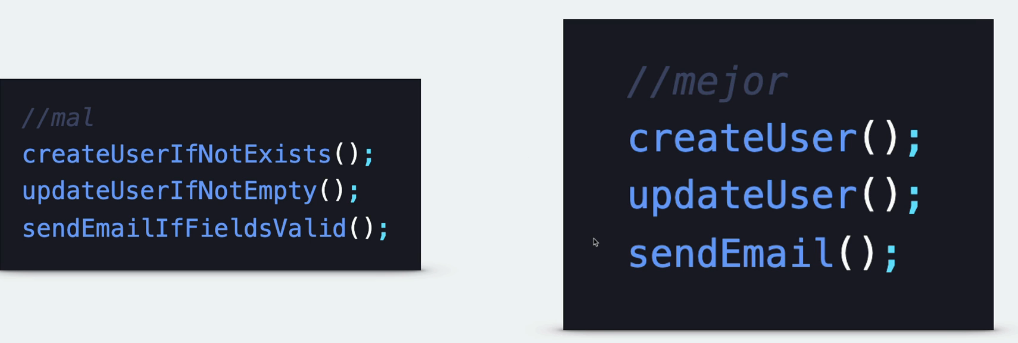 //mal
createUserIfNotExists();
updateUserIfNotEmpty();
sendEmailIfFieldsValid();
//mejor
createUser();
updateUser();
sendEmail();